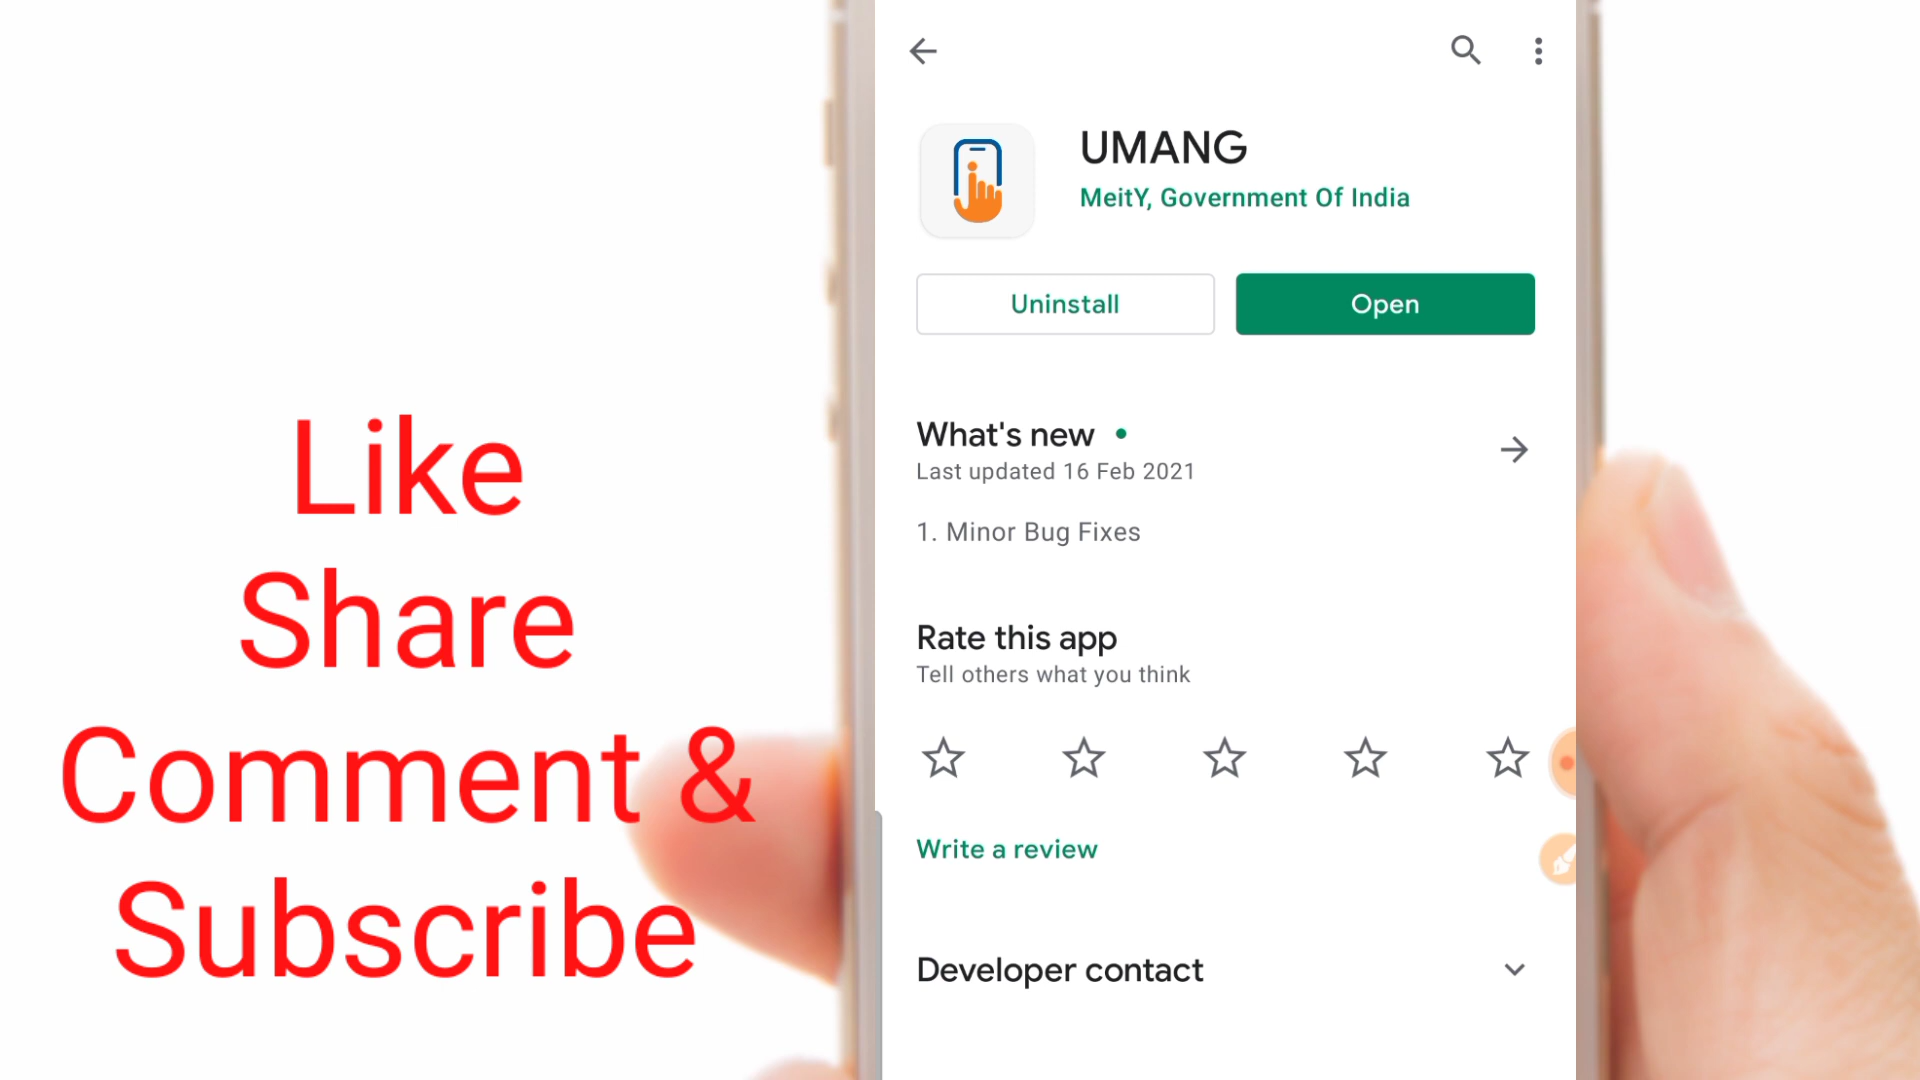 Like
Share
Comment &
Subscribe
UMANG
MeitY, Government Of India
Uninstall
Open
What's new
Last updated 16 Feb 2021
1. Minor Bug Fixes
Rate this app
Tell others what you think
Write a review
Developer contact